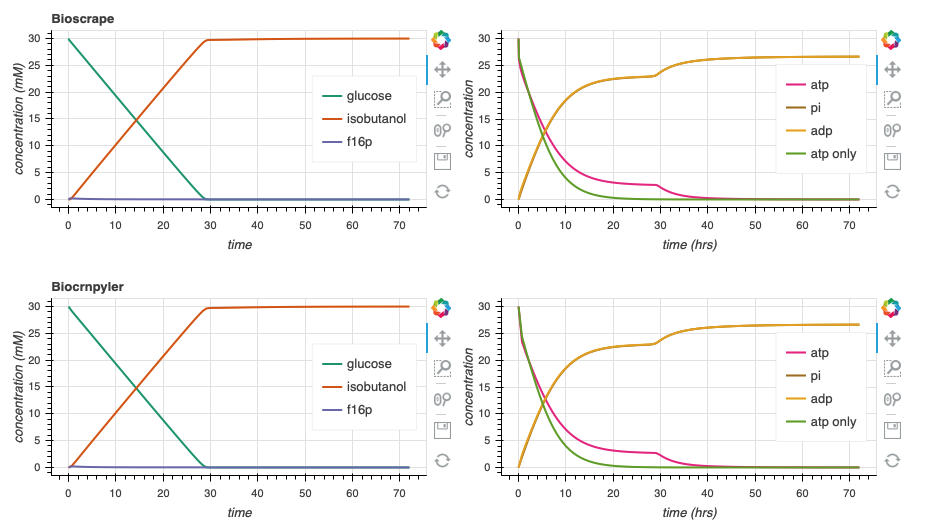 Bioscrape
concentration (mM)
30
25
20
15
10
5
0
glucose
isobutanol
f16p
0 10 20 30 40 50 60 70
time
concentration
30
25
20
15
10
5
0
atp
pi
adp
atp only
0 10 20 30 40 50 60 70
time (hrs)
Biocrnpyler
concentration (mM)
30
25
20
15
10
5
0
glucose
isobutanol
f16p
0 10 20 30 40 50 60 70
time
concentration
30
25
20
15
10
5
0
atp
pi
adp
atp only
0 10 20 30 40 50 60 70
time (hrs)